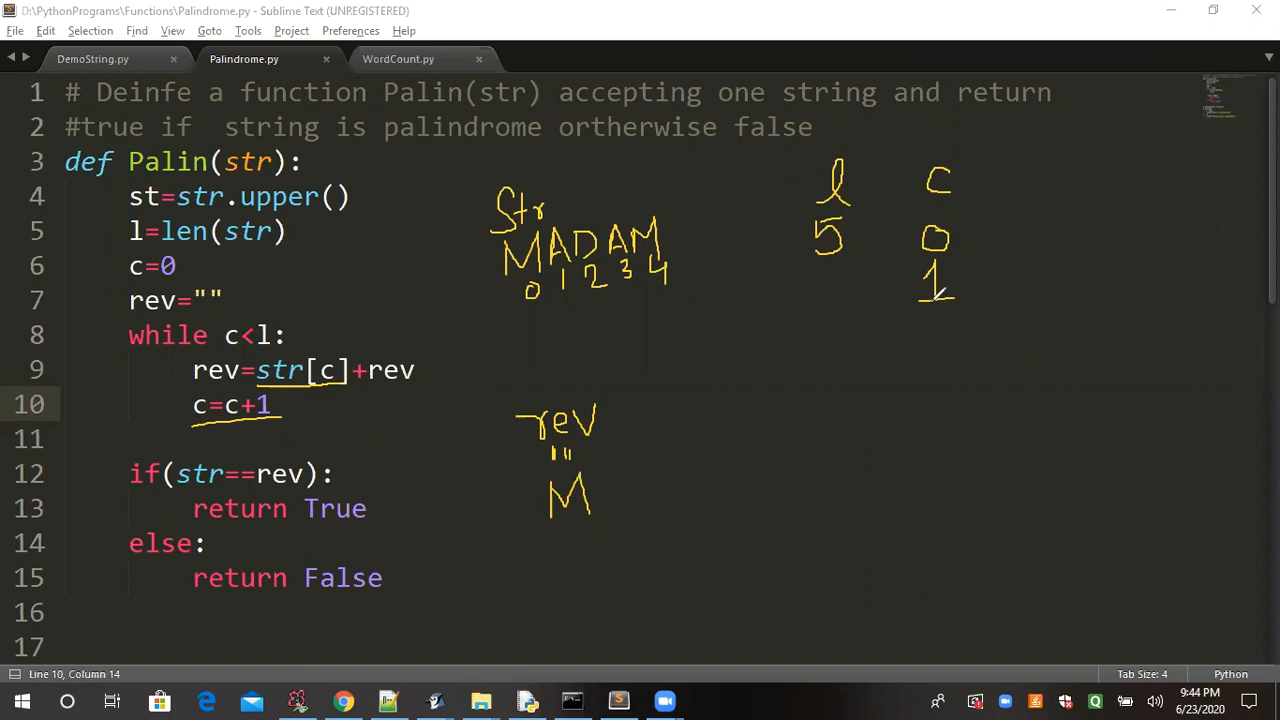 D:\PythonPrograms\Functions\Palindrome.py - Sublime Text (UNREGISTERED)
File Edit Selection Find View Goto Tools Project Preferences Help
DemoString.py Palindrome.py WordCount.py
1 # Deinfe a function Palin(str) accepting one string and return
2 #true if string is palindrome ortherwise false
3 def Palin(str):
4 st=str.upper()
5 l=len(str)
6 c=0
7 rev=""
8 while c<l:
9 rev=str[c]+rev
10 c=c+1
11
12 if(str==rev):
13 return True
14 else:
15 return False
16
17
l c
Str
MADAM 5 0
0 1 2 3 4 1
rev
""
M
Line 10, Column 14 Tab Size: 4 Python
9:44 PM
6/23/2020